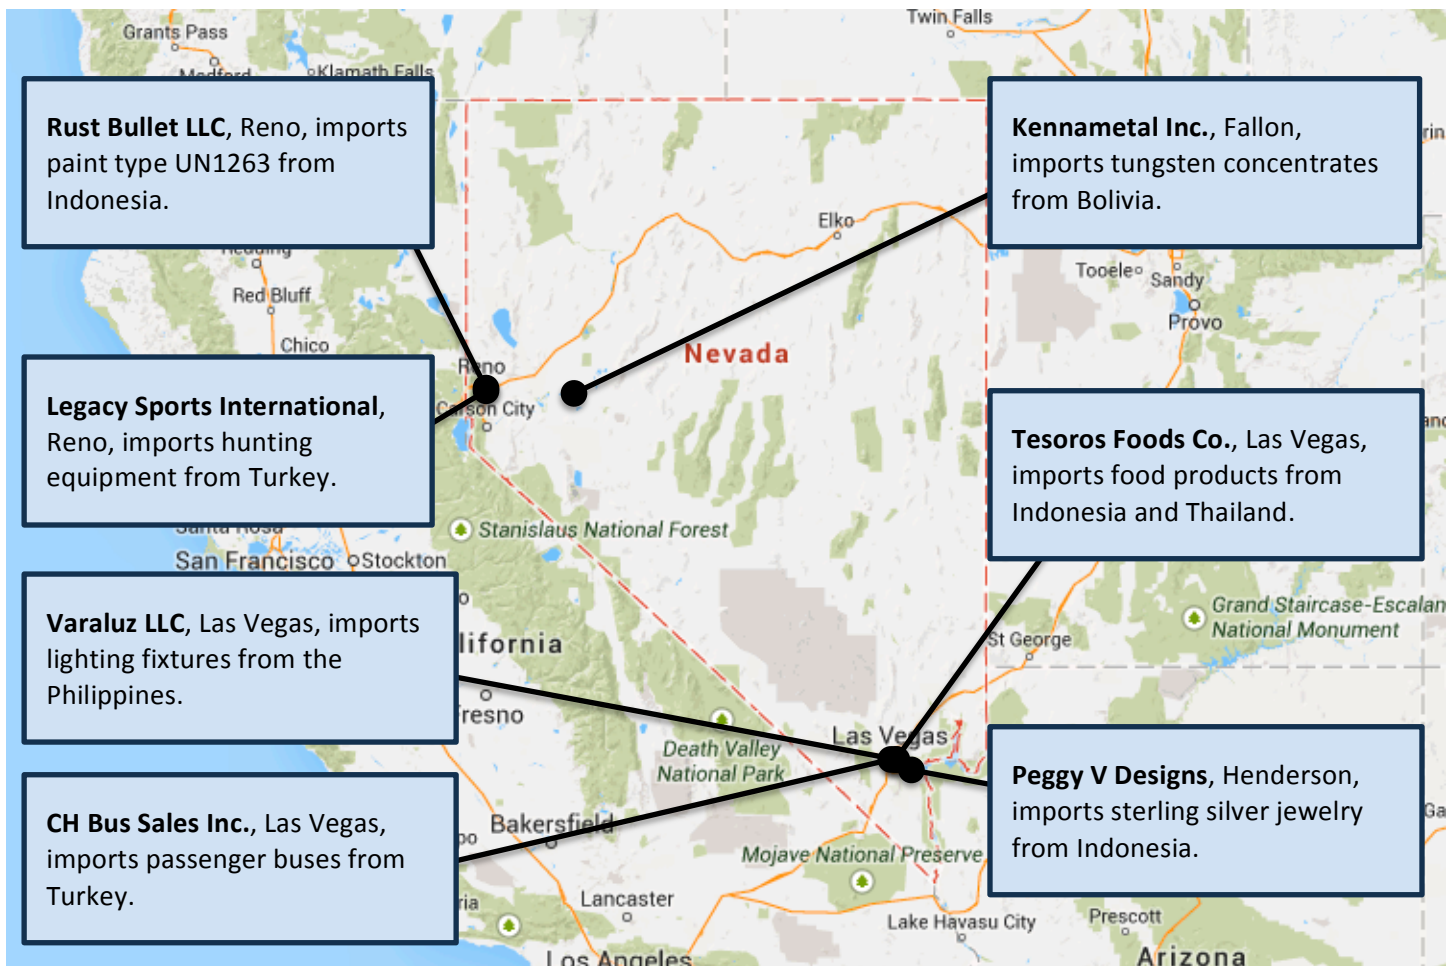 Grants Pass
Twin Falls
Medford
Klamath Falls
Rust Bullet LLC, Reno, imports
paint type UN1263 from
Indonesia.
Kennametal Inc., Fallon,
imports tungsten concentrates
from Bolivia.
Elko
Redding
Red Bluff
Tooele
Sandy
Provo
Chico
Nevada
Reno
Carson City
Legacy Sports International,
Reno, imports hunting
equipment from Turkey.
Tesoros Foods Co., Las Vegas,
imports food products from
Indonesia and Thailand.
Santa Rosa
Stanislaus National Forest
San Francisco
Stockton
Varaluz LLC, Las Vegas, imports
lighting fixtures from the
Philippines.
lifornia
Grand Staircase-Escalan
National Monument
St George
Fresno
Las Vegas
Death Valley
National Park
Peggy V Designs, Henderson,
imports sterling silver jewelry
from Indonesia.
CH Bus Sales Inc., Las Vegas,
imports passenger buses from
Turkey.
Bakersfield
Mojave National Preserve
Lancaster
Lake Havasu City
Prescott
Los Angeles
Arizona